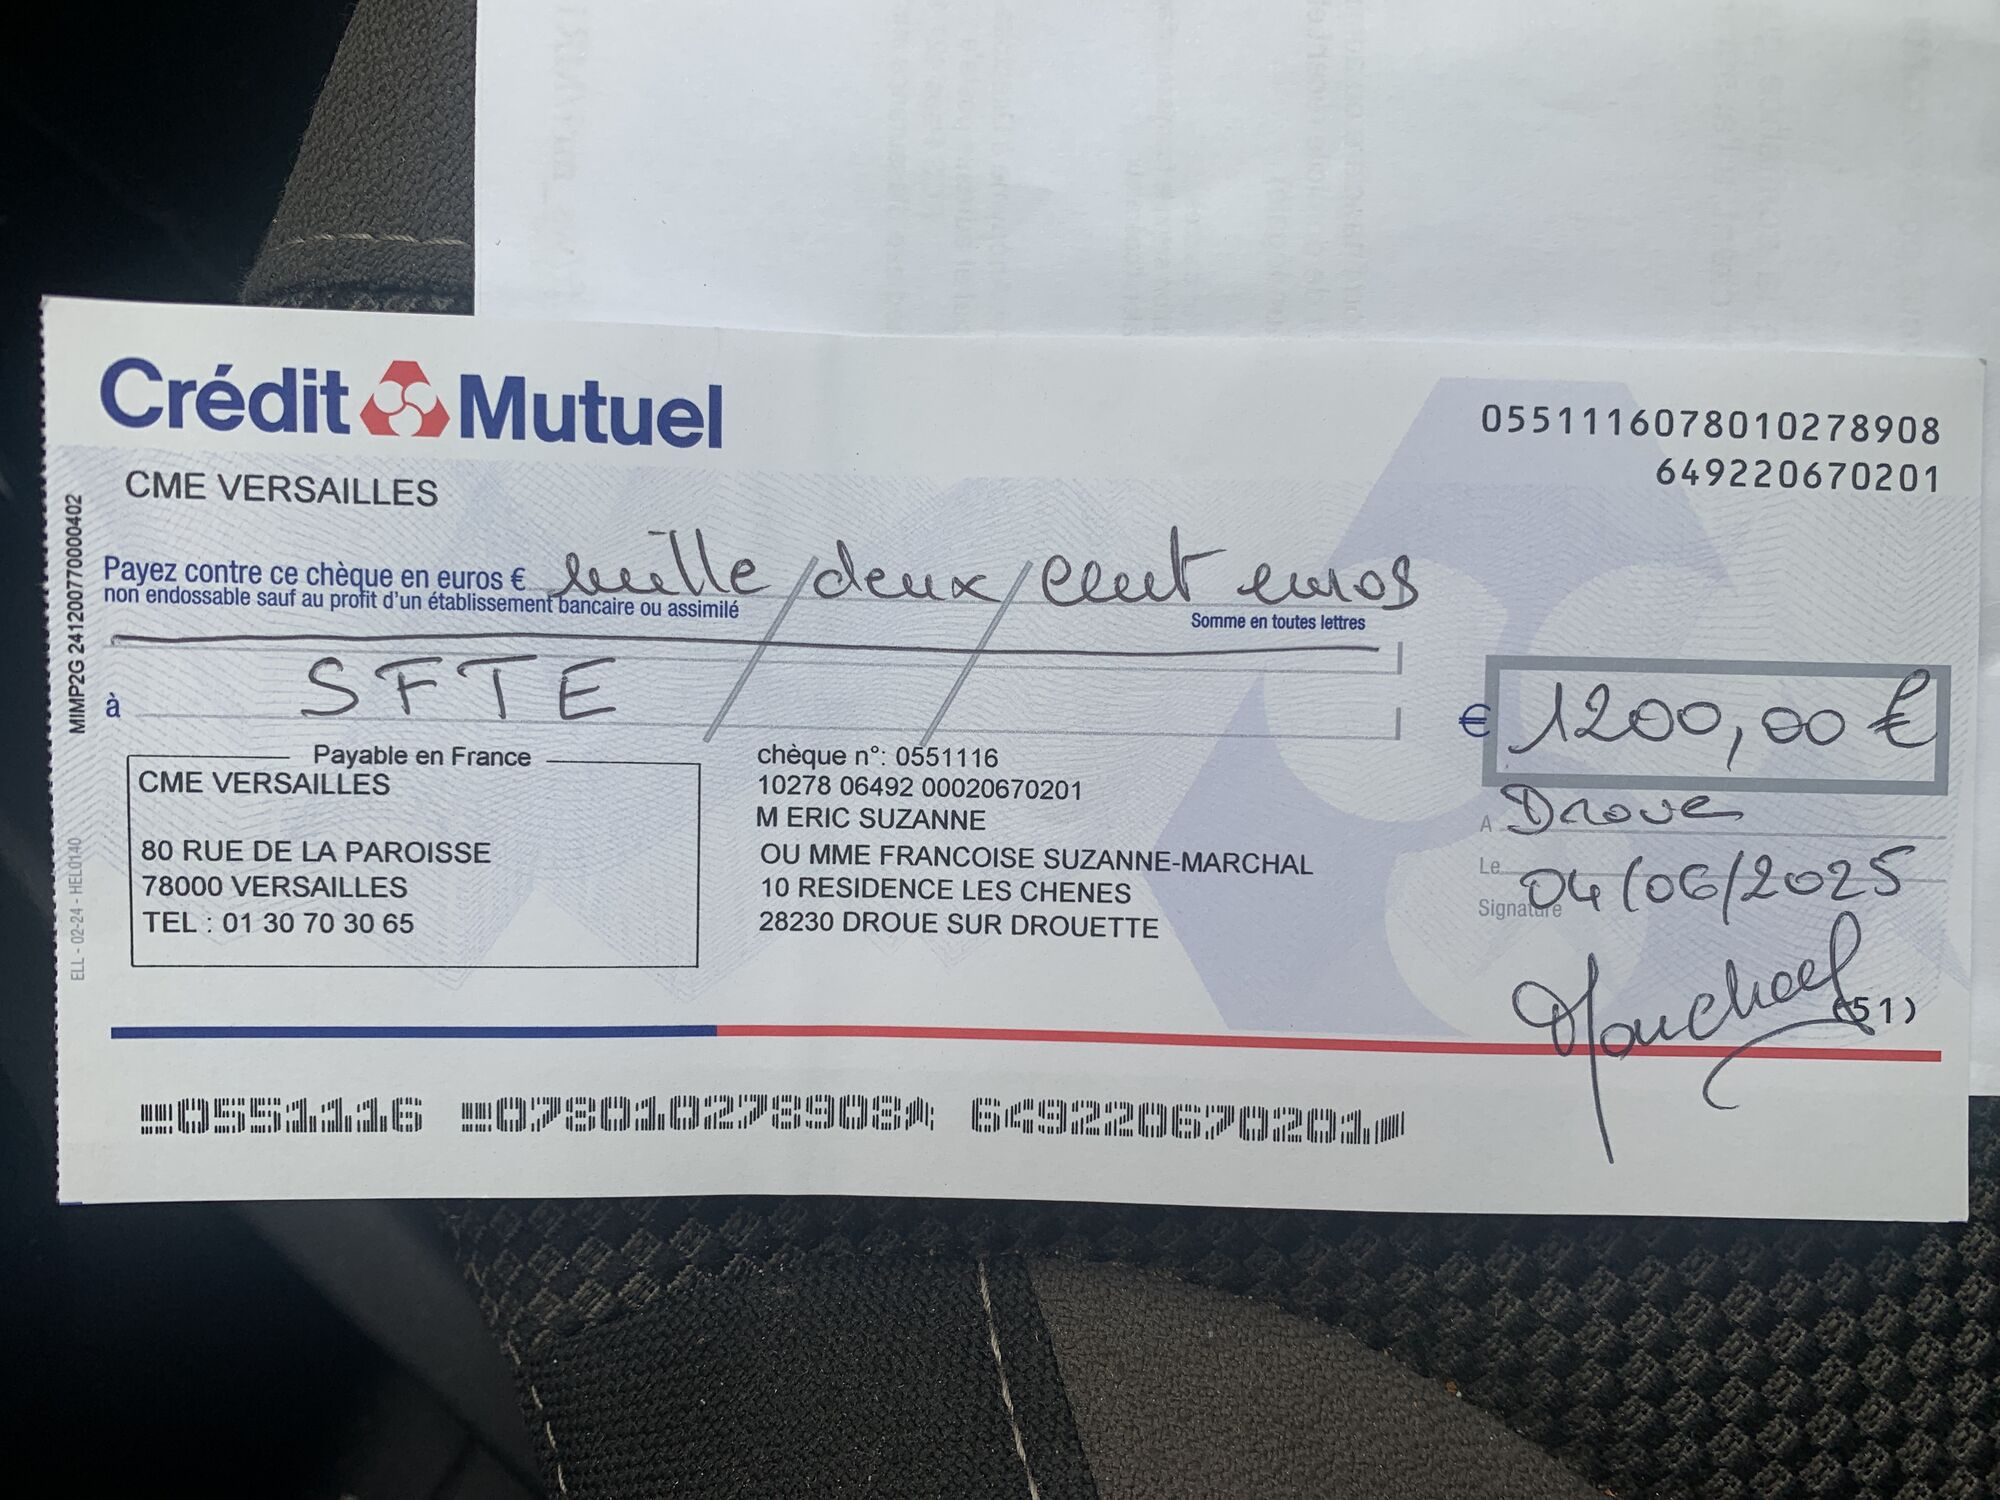 Crédit Mutuel
CME VERSAILLES
0551116078010278908
649220670201
MIMP2G 2412007700000402
ELL - 02-24 - HEL0140
Payez contre ce chèque en euros € mille deux cent euros
non endossable sauf au profit d'un établissement bancaire ou assimilé
Somme en toutes lettres
à SFTE
€ 1200,00 €
Payable en France
CME VERSAILLES
80 RUE DE LA PAROISSE
78000 VERSAILLES
TEL : 01 30 70 30 65
chèque n°: 0551116
10278 06492 00020670201
M ERIC SUZANNE
OU MME FRANCOISE SUZANNE-MARCHAL
10 RESIDENCE LES CHENES
28230 DROUE SUR DROUETTE
A Droue
Le 04/06/2025
Signature
Marchal
(51)
0551116 078010278908 649220670201